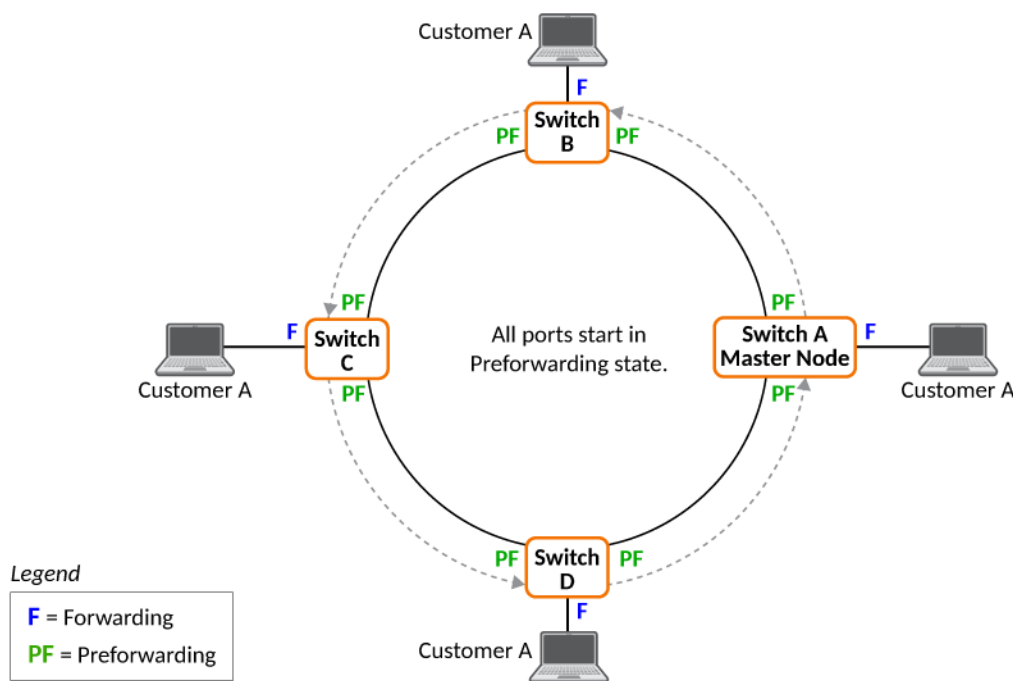 Customer A
F
Switch
B
PF
PF
PF
PF
F
Switch
C
All ports start in
Preforwarding state.
Switch A
Master Node
F
Customer A
PF
PF
Customer A
PF
Switch
D
PF
F
Customer A
Legend
F = Forwarding
PF = Preforwarding